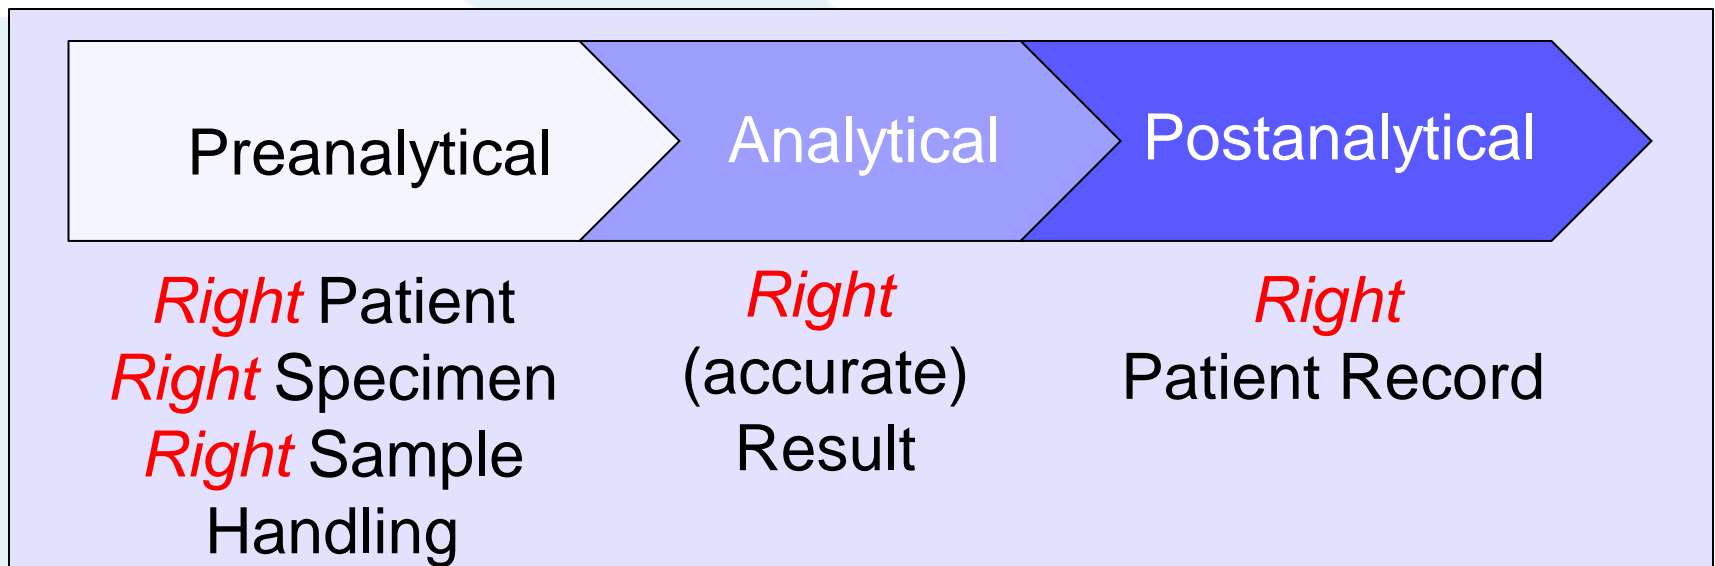 Preanalytical
Analytical
Postanalytical
Right Patient
Right Specimen
Right Sample
Handling
Right
(accurate)
Result
Right
Patient Record